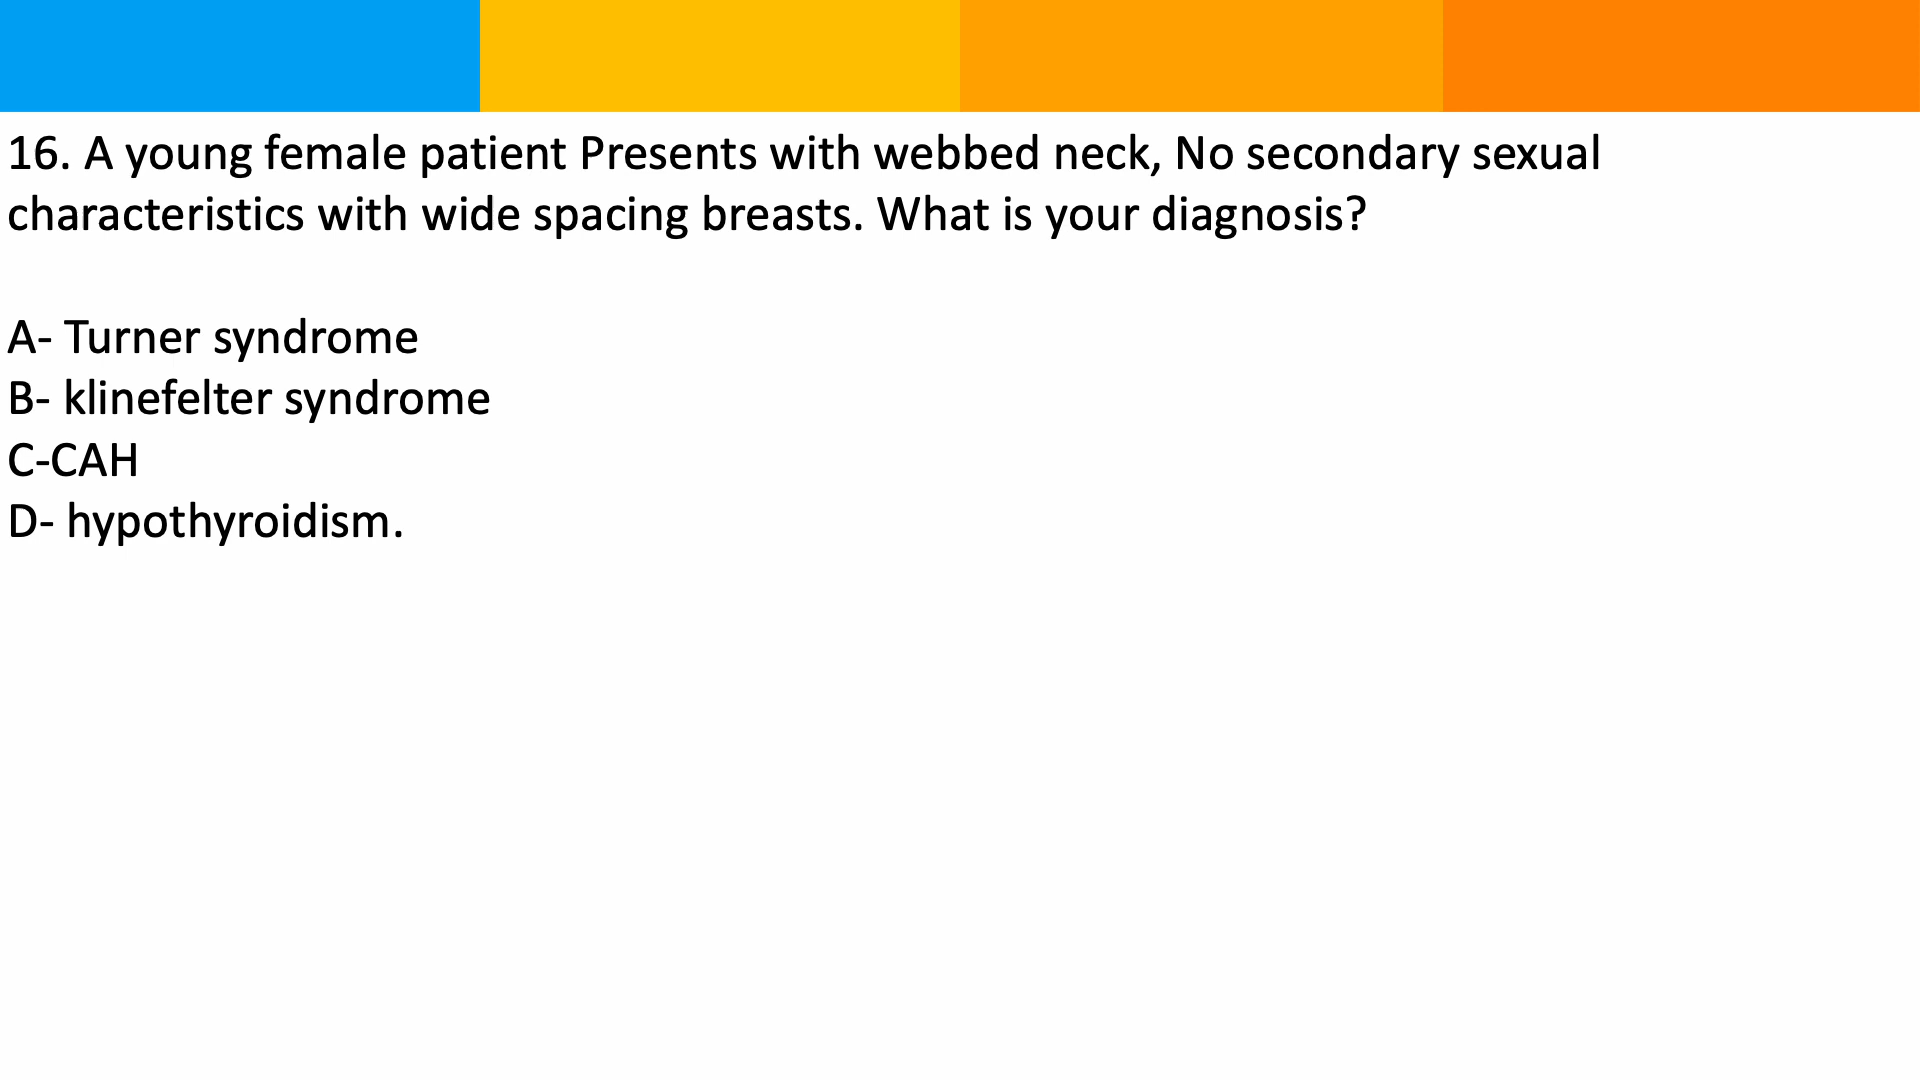 16. A young female patient Presents with webbed neck, No secondary sexual
characteristics with wide spacing breasts. What is your diagnosis?
A- Turner syndrome
B- klinefelter syndrome
C-CAH
D- hypothyroidism.